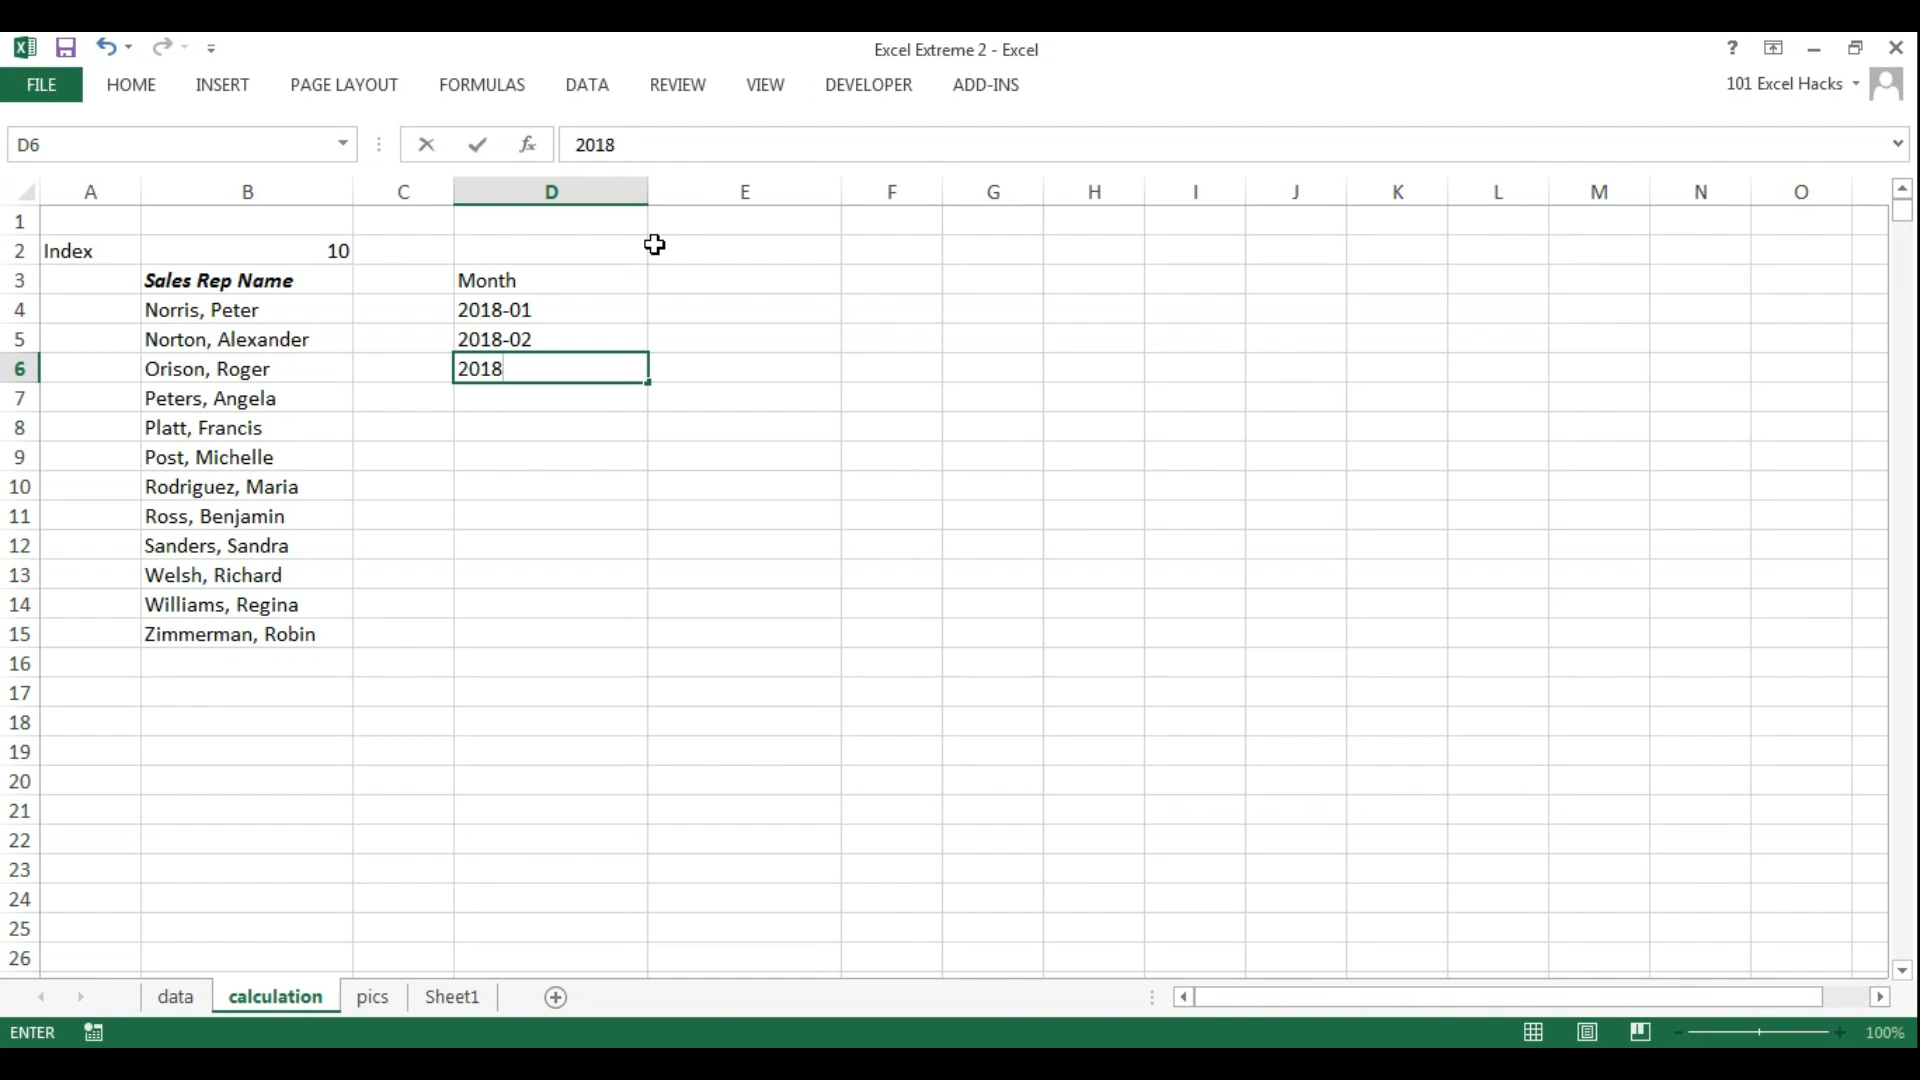 Excel Extreme 2 - Excel
?
FILE HOME INSERT PAGE LAYOUT FORMULAS DATA REVIEW VIEW DEVELOPER ADD-INS 101 Excel Hacks
D6 fx 2018
A B C D E F G H I J K L M N O
1
2 Index 10
3 Sales Rep Name Month
4 Norris, Peter 2018-01
5 Norton, Alexander 2018-02
6 Orison, Roger 2018
7 Peters, Angela
8 Platt, Francis
9 Post, Michelle
10 Rodriguez, Maria
11 Ross, Benjamin
12 Sanders, Sandra
13 Welsh, Richard
14 Williams, Regina
15 Zimmerman, Robin
16
17
18
19
20
21
22
23
24
25
26
data calculation pics Sheet1
ENTER 100%